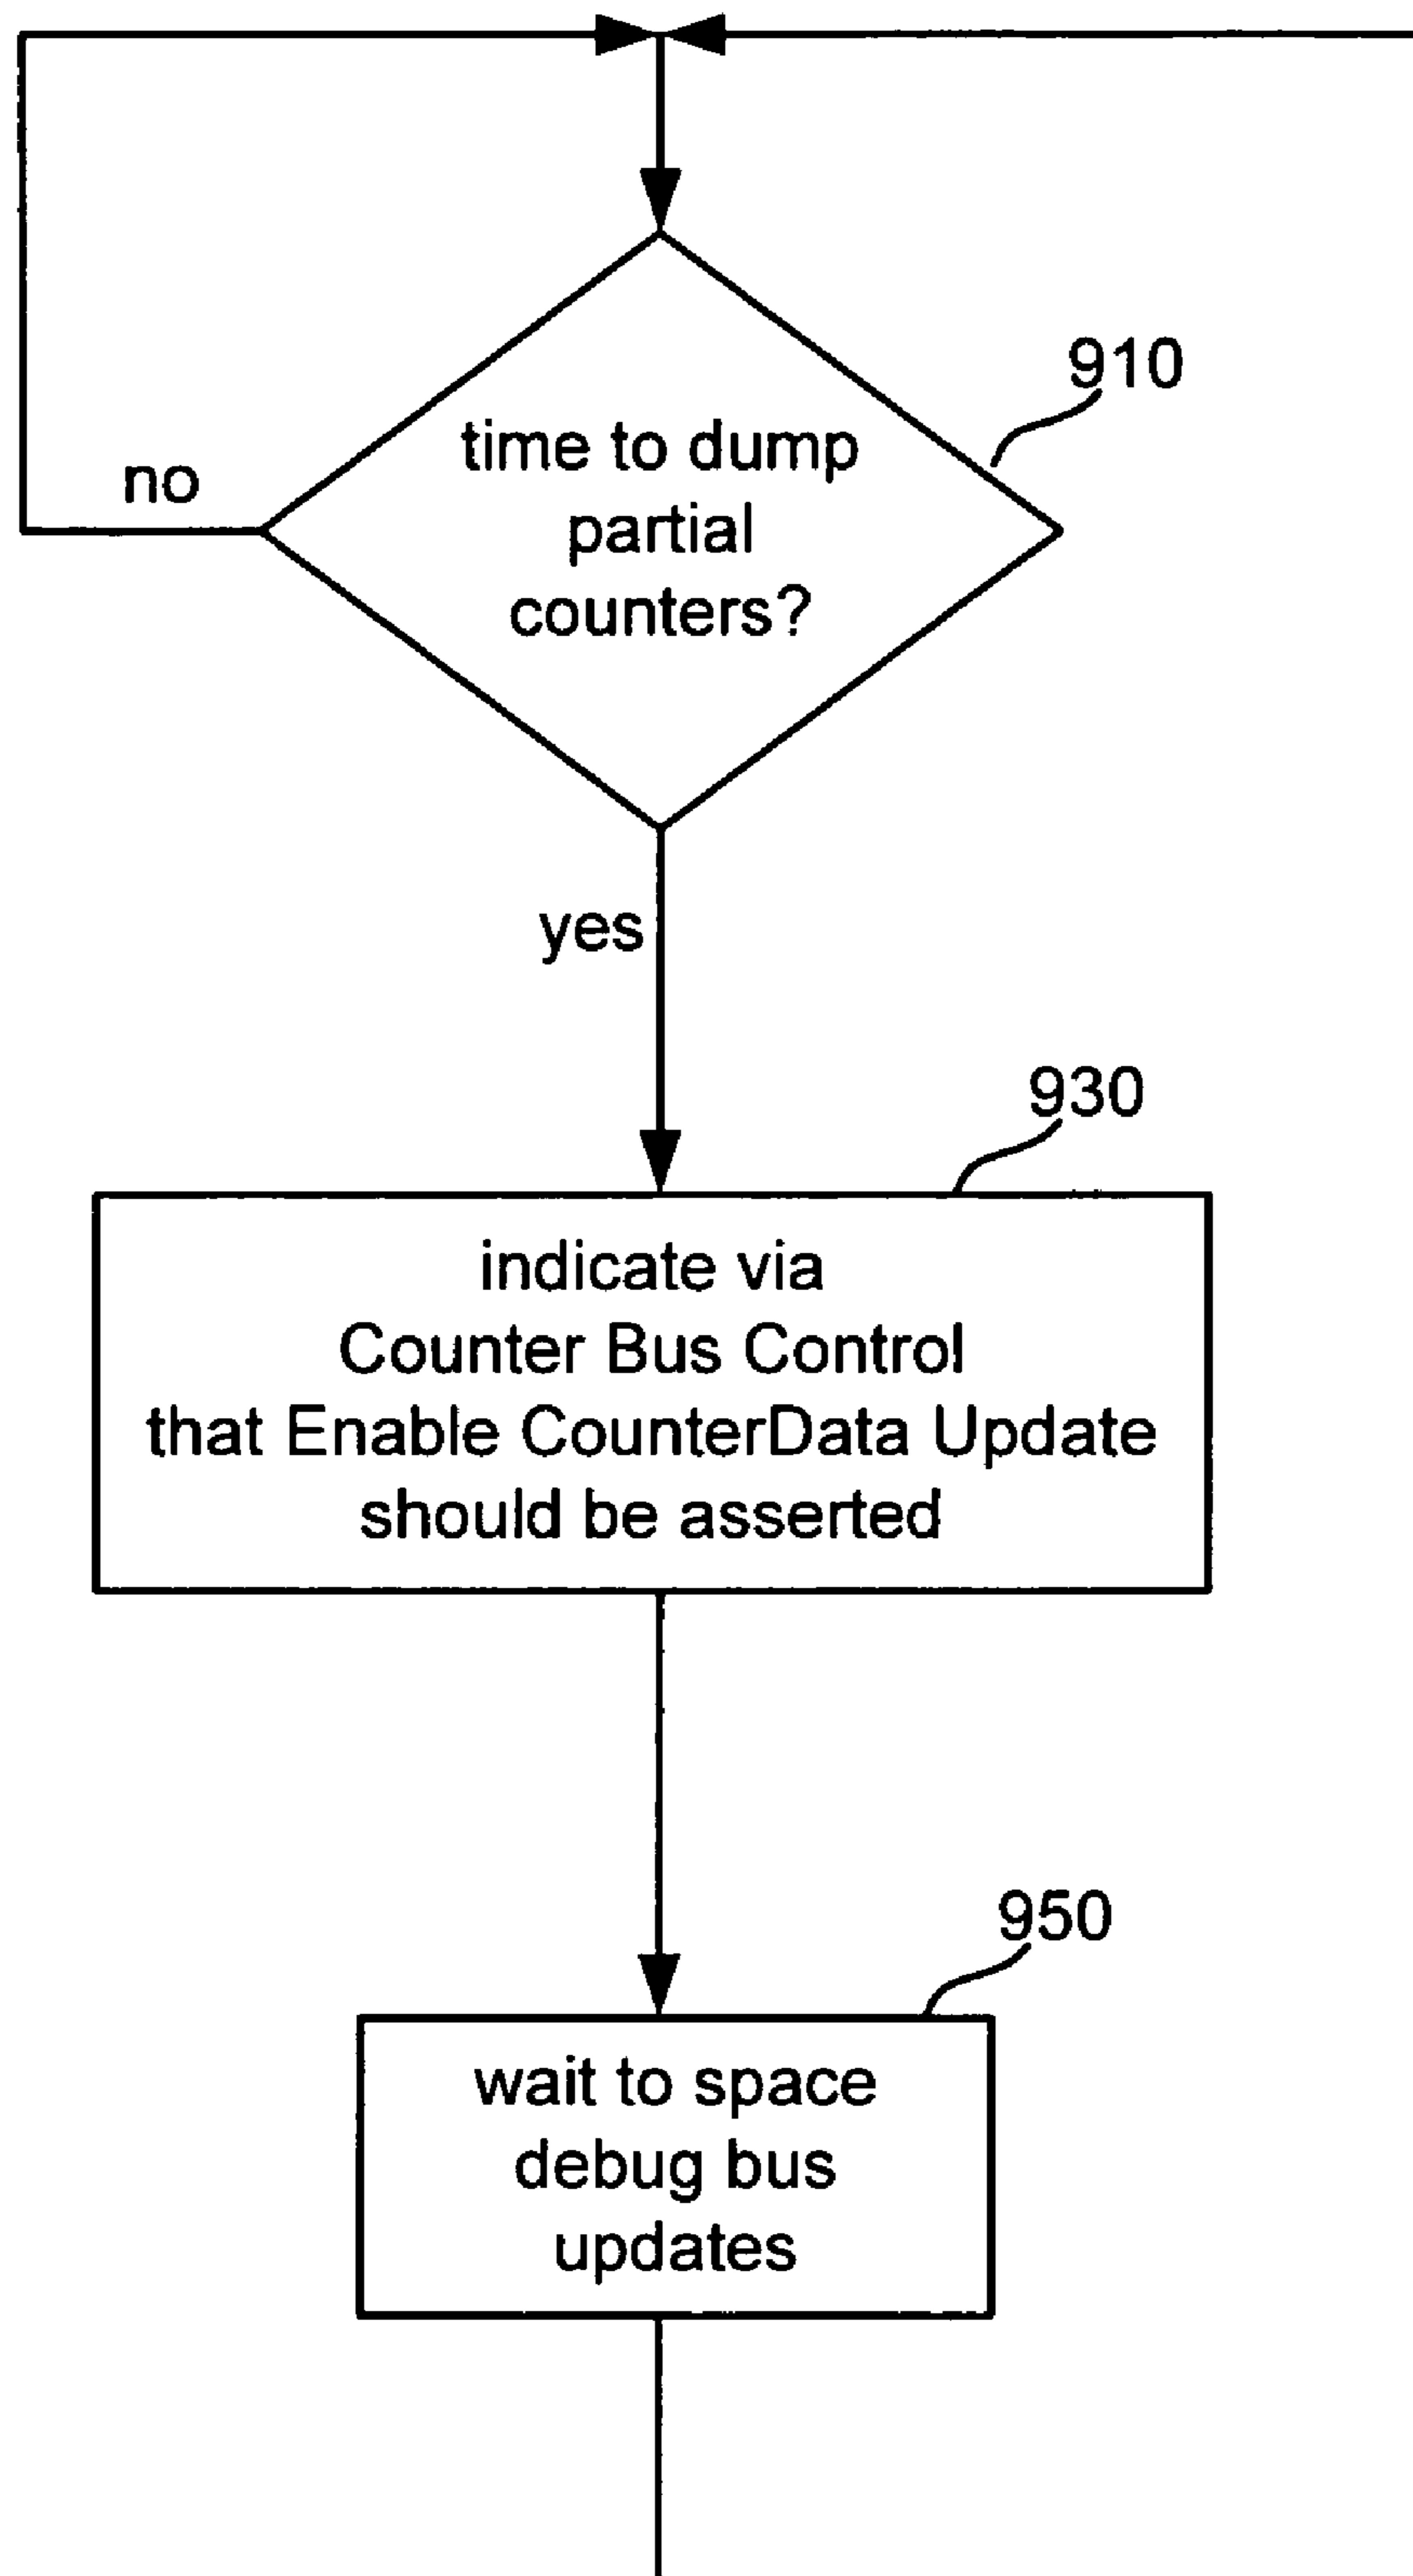 910
time to dump
partial
counters?
no
yes
930
indicate via
Counter Bus Control
that Enable CounterData Update
should be asserted
950
wait to space
debug bus
updates